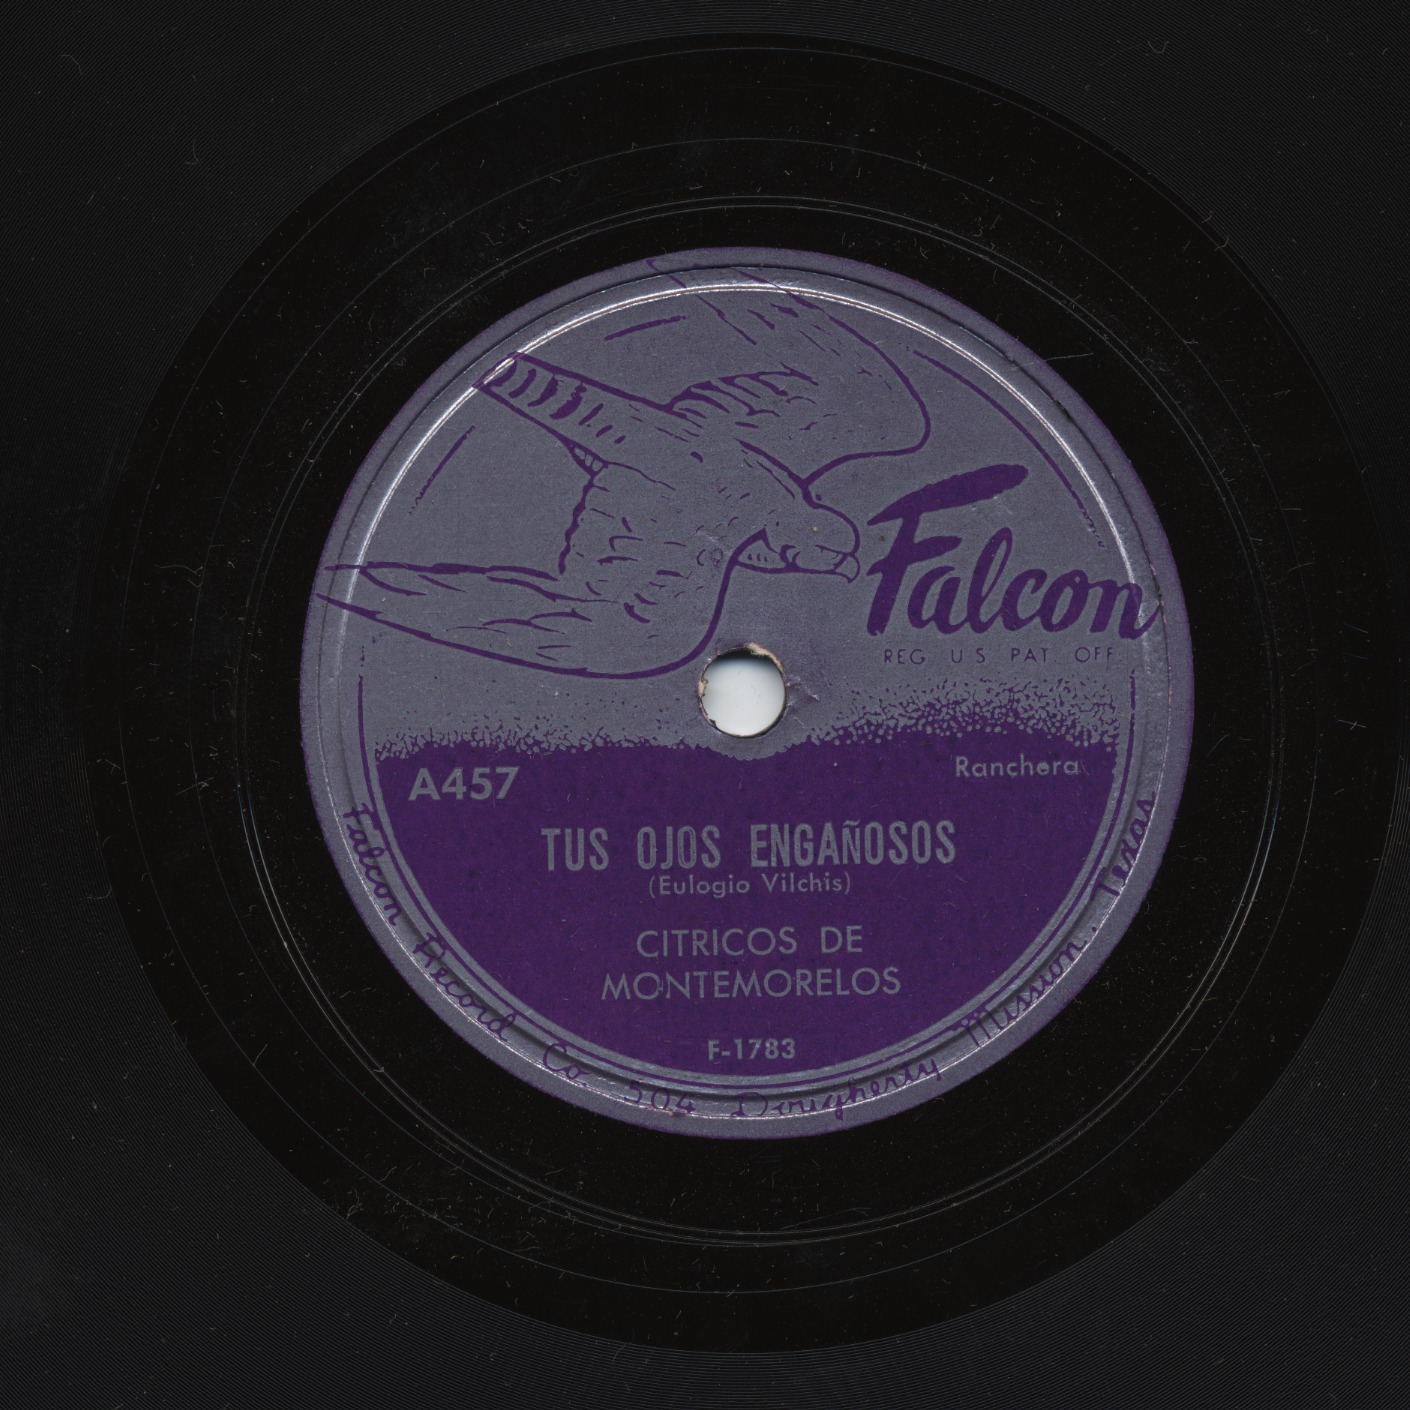 Falcon
REG U S PAT. OFF.
A457
Ranchera
TUS OJOS ENGAÑOSOS
(Eulogio Vilchis)
CITRICOS DE
MONTEMORELOS
F-1783
Falcon Record Co. 504 Dougherty Mission, Texas